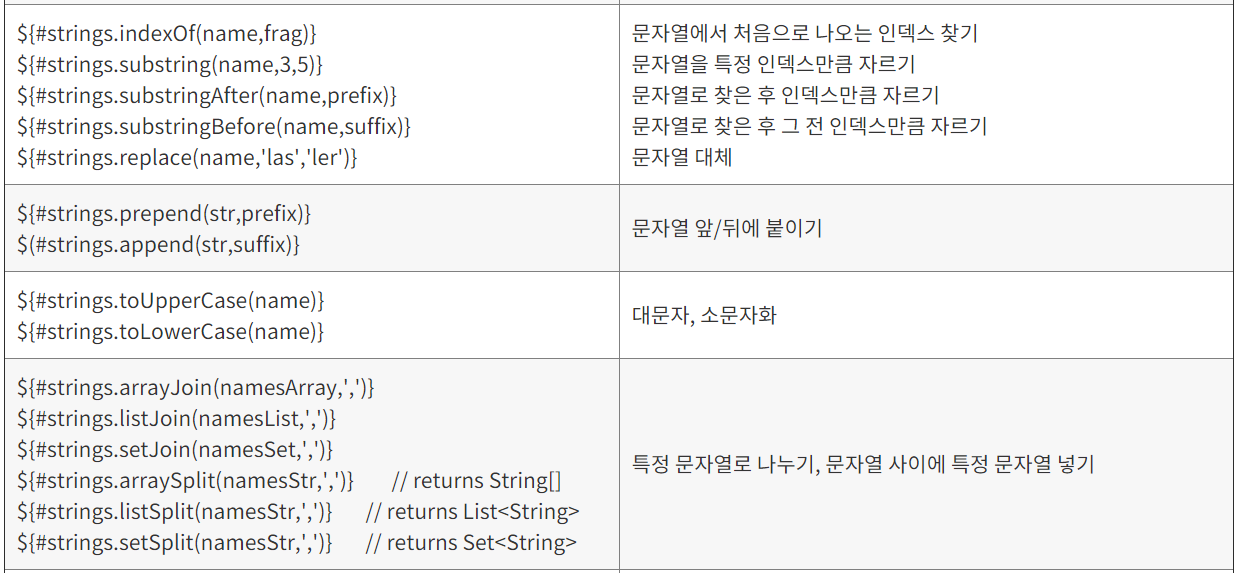 ${#strings.indexOf(name,frag)}
${#strings.substring(name,3,5)}
${#strings.substringAfter(name,prefix)}
${#strings.substringBefore(name,suffix)}
${#strings.replace(name,'las','ler')}
문자열에서 처음으로 나오는 인덱스 찾기
문자열을 특정 인덱스만큼 자르기
문자열로 찾은 후 인덱스만큼 자르기
문자열로 찾은 후 그 전 인덱스만큼 자르기
문자열 대체
${#strings.prepend(str,prefix)}
$(#strings.append(str,suffix)}
문자열 앞/뒤에 붙이기
${#strings.toUpperCase(name)}
${#strings.toLowerCase(name)}
대문자, 소문자화
${#strings.arrayJoin(namesArray,',')}
${#strings.listJoin(namesList,',')}
${#strings.setJoin(namesSet,',')}
${#strings.arraySplit(namesStr,',')} // returns String[]
${#strings.listSplit(namesStr,',')} // returns List<String>
${#strings.setSplit(namesStr,',')} // returns Set<String>
특정 문자열로 나누기, 문자열 사이에 특정 문자열 넣기